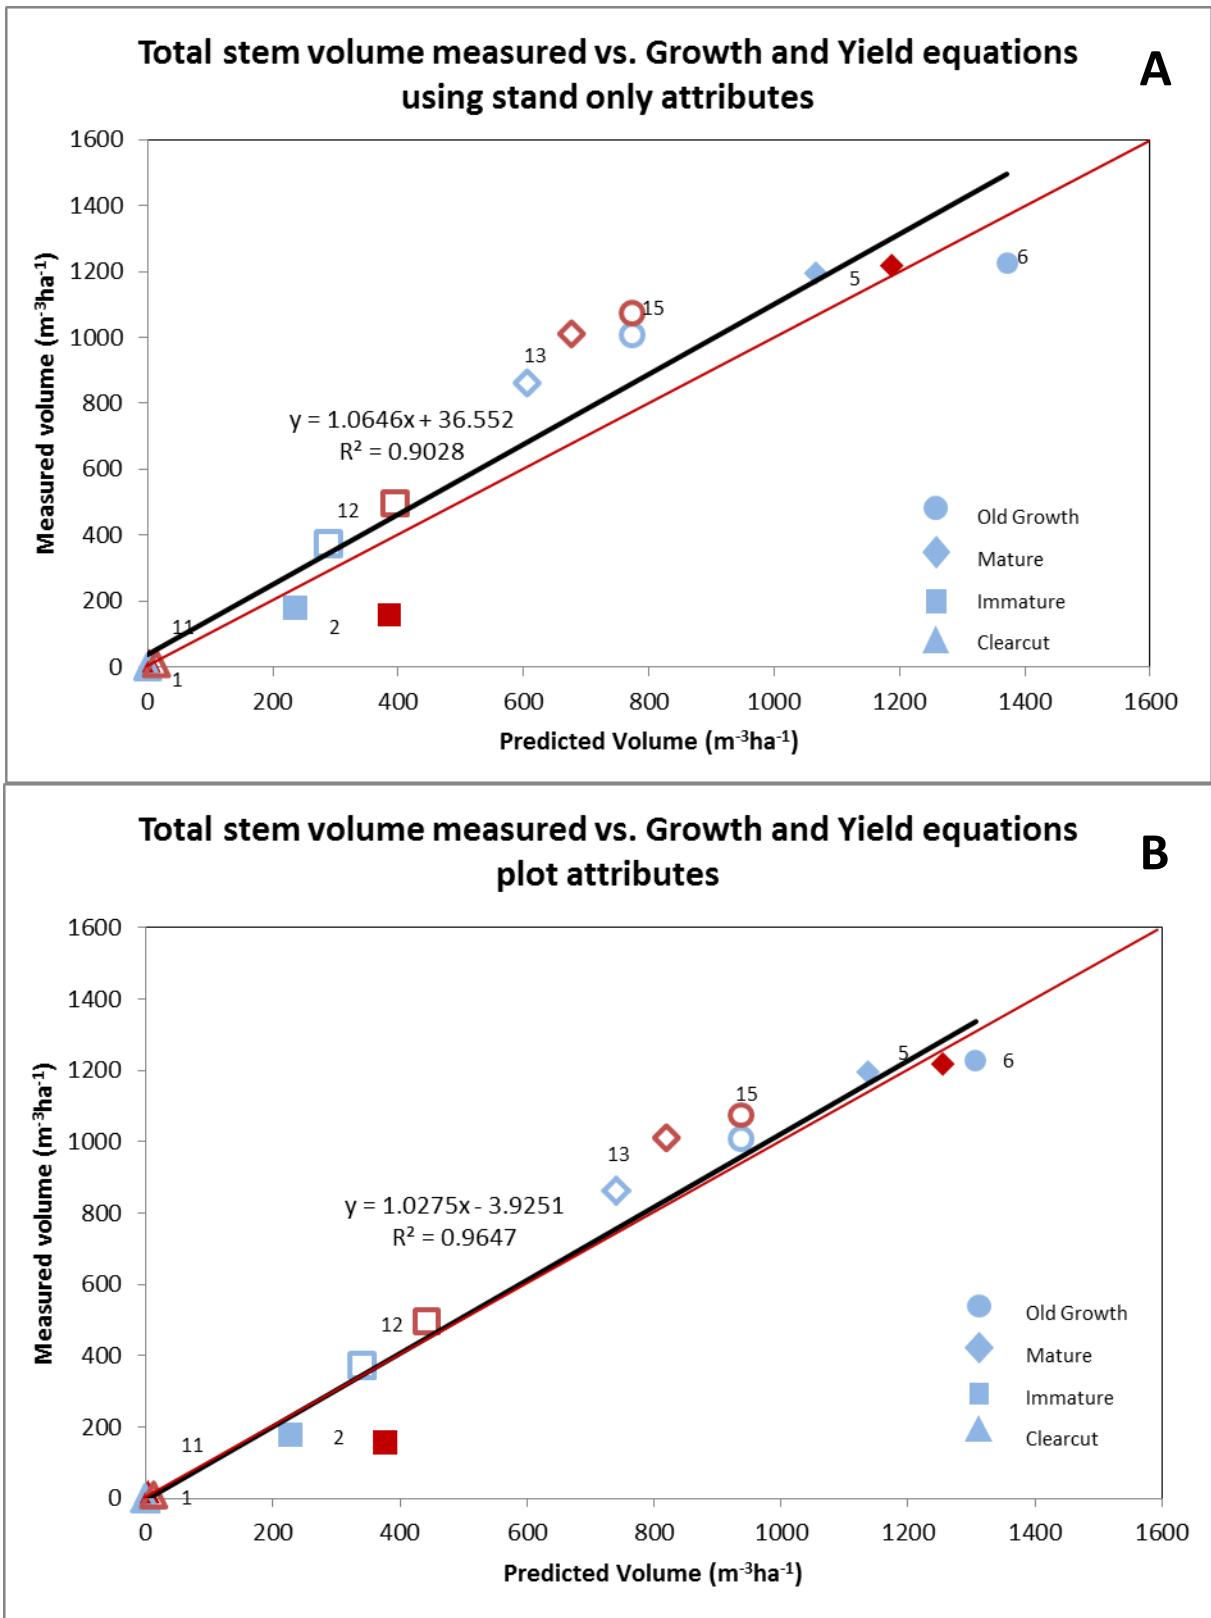 Total stem volume measured vs. Growth and Yield equations
using stand only attributes
A
1600
1400
1200
1000
800
600
400
200
0
Measured volume (m⁻³ha⁻¹)
6
5
15
13
y = 1.0646x + 36.552
R² = 0.9028
12
2
11
1
Old Growth
Mature
Immature
Clearcut
0 200 400 600 800 1000 1200 1400 1600
Predicted Volume (m⁻³ha⁻¹)
Total stem volume measured vs. Growth and Yield equations
plot attributes
B
1600
1400
1200
1000
800
600
400
200
0
Measured volume (m⁻³ha⁻¹)
5
6
15
13
y = 1.0275x - 3.9251
R² = 0.9647
12
2
11
1
Old Growth
Mature
Immature
Clearcut
0 200 400 600 800 1000 1200 1400 1600
Predicted Volume (m⁻³ha⁻¹)